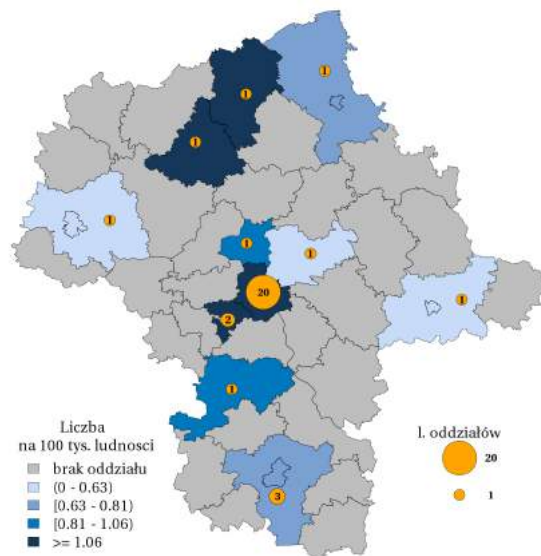 1
1
1
1
1
1
20
1
2
1
3
Liczba
na 100 tys. ludnosci
brak oddziału
(0 - 0.63)
[0.63 - 0.81)
[0.81 - 1.06)
>= 1.06
l. oddziałów
20
1